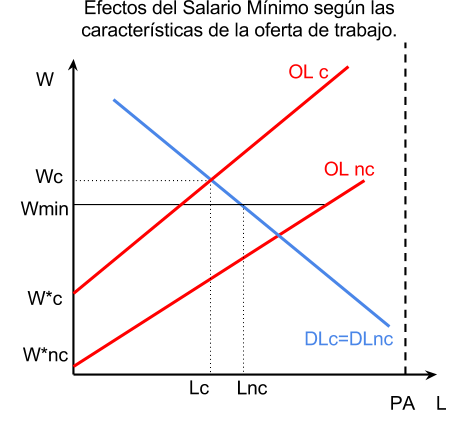 Efectos del Salario Mínimo según las
características de la oferta de trabajo.
W
OL c
OL nc
Wc
Wmin
W*c
W*nc
DLc=DLnc
Lc
Lnc
PA
L